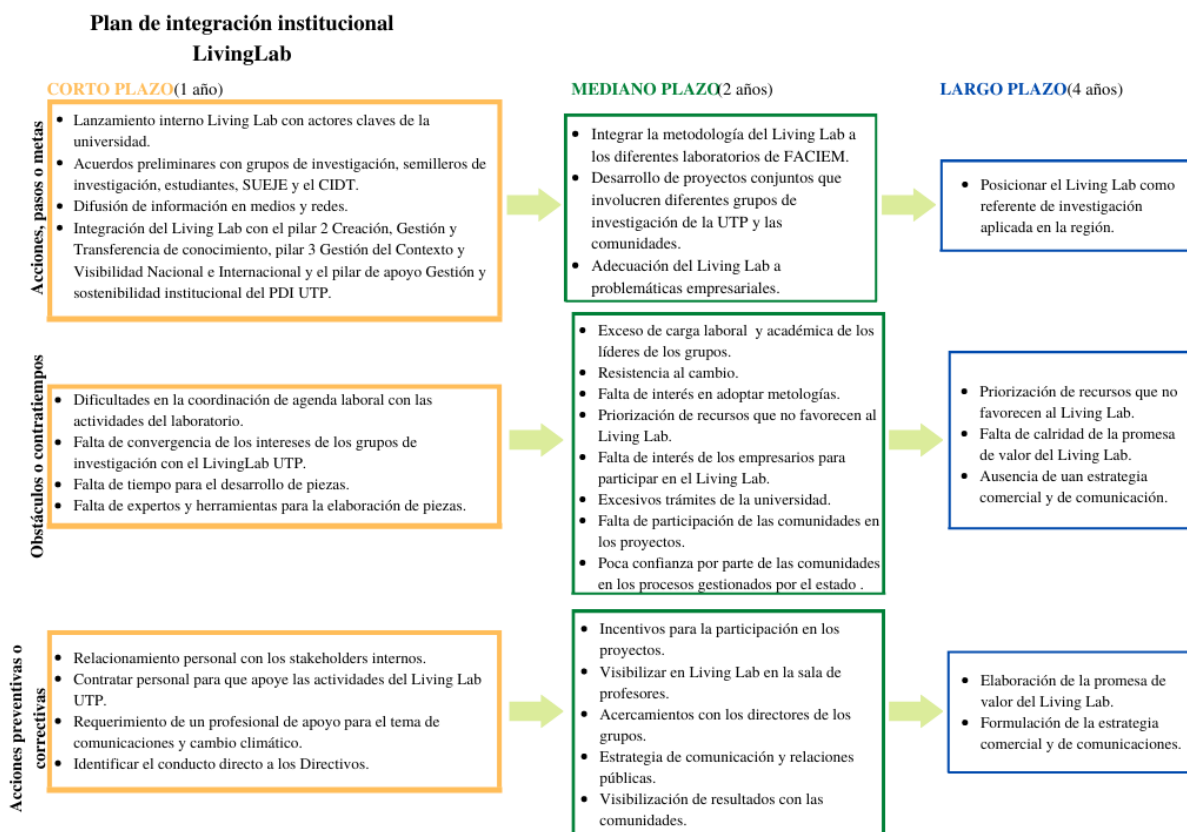 Plan de integración institucional
LivingLab
CORTO PLAZO(1 año)
MEDIANO PLAZO(2 años)
LARGO PLAZO(4 años)
Acciones, pasos o metas
• Lanzamiento interno Living Lab con actores claves de la
universidad.
• Acuerdos preliminares con grupos de investigación, semilleros de
investigación, estudiantes, SUEJE y el CIDT.
• Difusión de información en medios y redes.
• Integración del Living Lab con el pilar 2 Creación, Gestión y
Transferencia de conocimiento, pilar 3 Gestión del Contexto y
Visibilidad Nacional e Internacional y el pilar de apoyo Gestión y
sostenibilidad institucional del PDI UTP.
• Integrar la metodología del Living Lab a
los diferentes laboratorios de FACIEM.
• Desarrollo de proyectos conjuntos que
involucren diferentes grupos de
investigación de la UTP y las
comunidades.
• Adecuación del Living Lab a
problemáticas empresariales.
• Posicionar el Living Lab como
referente de investigación
aplicada en la región.
Obstáculos o contratiempos
• Dificultades en la coordinación de agenda laboral con las
actividades del laboratorio.
• Falta de convergencia de los intereses de los grupos de
investigación con el LivingLab UTP.
• Falta de tiempo para el desarrollo de piezas.
• Falta de expertos y herramientas para la elaboración de piezas.
• Exceso de carga laboral y académica de los
líderes de los grupos.
• Resistencia al cambio.
• Falta de interés en adoptar metologías.
• Priorización de recursos que no favorecen al
Living Lab.
• Falta de interés de los empresarios para
participar en el Living Lab.
• Excesivos trámites de la universidad.
• Falta de participación de las comunidades en
los proyectos.
• Poca confianza por parte de las comunidades
en los procesos gestionados por el estado .
• Priorización de recursos que no
favorecen al Living Lab.
• Falta de calridad de la promesa
de valor del Living Lab.
• Ausencia de uan estrategia
comercial y de comunicación.
Acciones preventivas o
correctivas
• Relacionamiento personal con los stakeholders internos.
• Contratar personal para que apoye las actividades del Living Lab
UTP.
• Requerimiento de un profesional de apoyo para el tema de
comunicaciones y cambio climático.
• Identificar el conducto directo a los Directivos.
• Incentivos para la participación en los
proyectos.
• Visibilizar en Living Lab en la sala de
profesores.
• Acercamientos con los directores de los
grupos.
• Estrategia de comunicación y relaciones
públicas.
• Visibilización de resultados con las
comunidades.
• Elaboración de la promesa de
valor del Living Lab.
• Formulación de la estrategia
comercial y de comunicaciones.